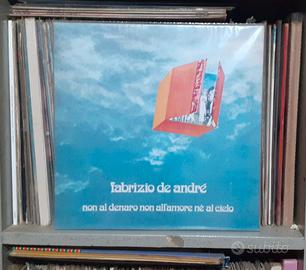 fabrizio de andré
non al denaro non all'amore nè al cielo
subito